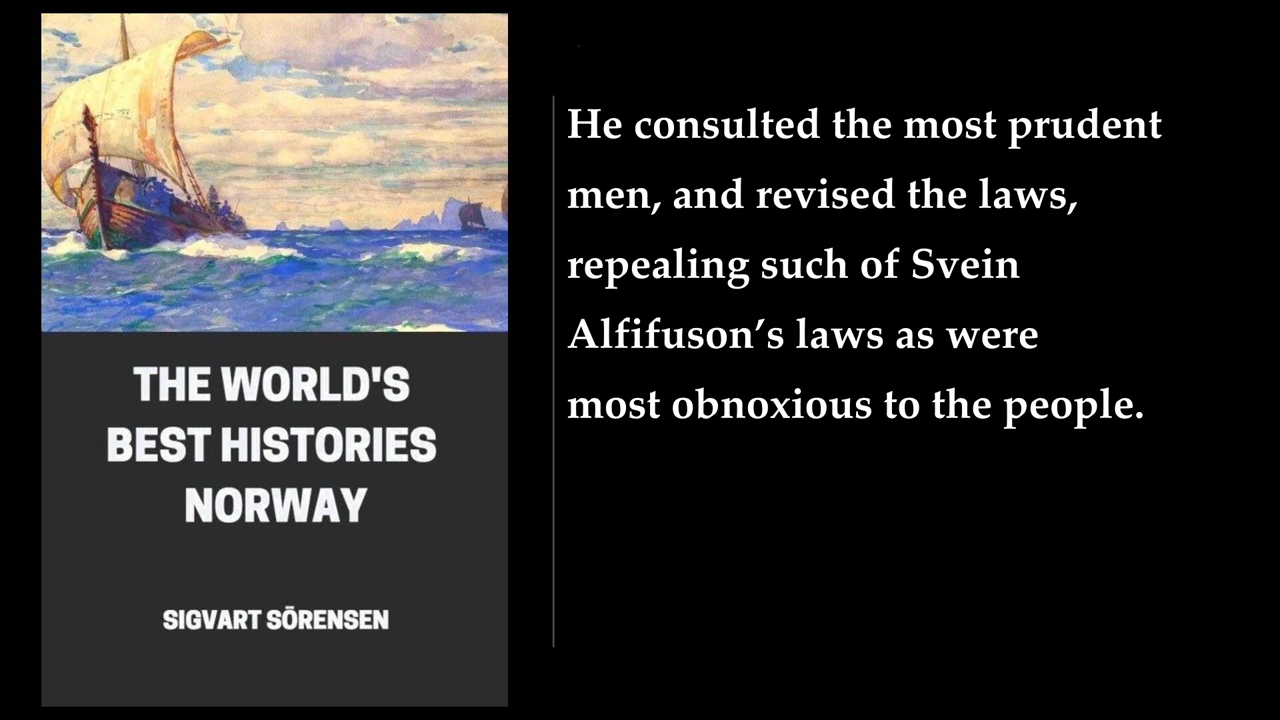 THE WORLD'S
BEST HISTORIES
NORWAY
SIGVART SÖRENSEN
He consulted the most prudent
men, and revised the laws,
repealing such of Svein
Alfifuson’s laws as were
most obnoxious to the people.